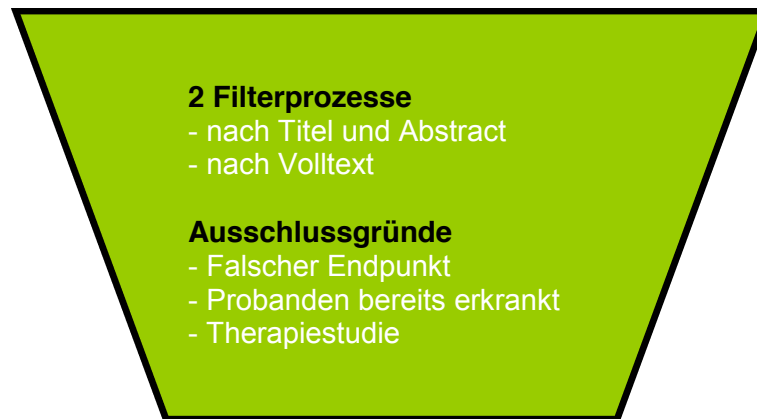 2 Filterprozesse
- nach Titel und Abstract
- nach Volltext
Ausschlussgründe
- Falscher Endpunkt
- Probanden bereits erkrankt
- Therapiestudie